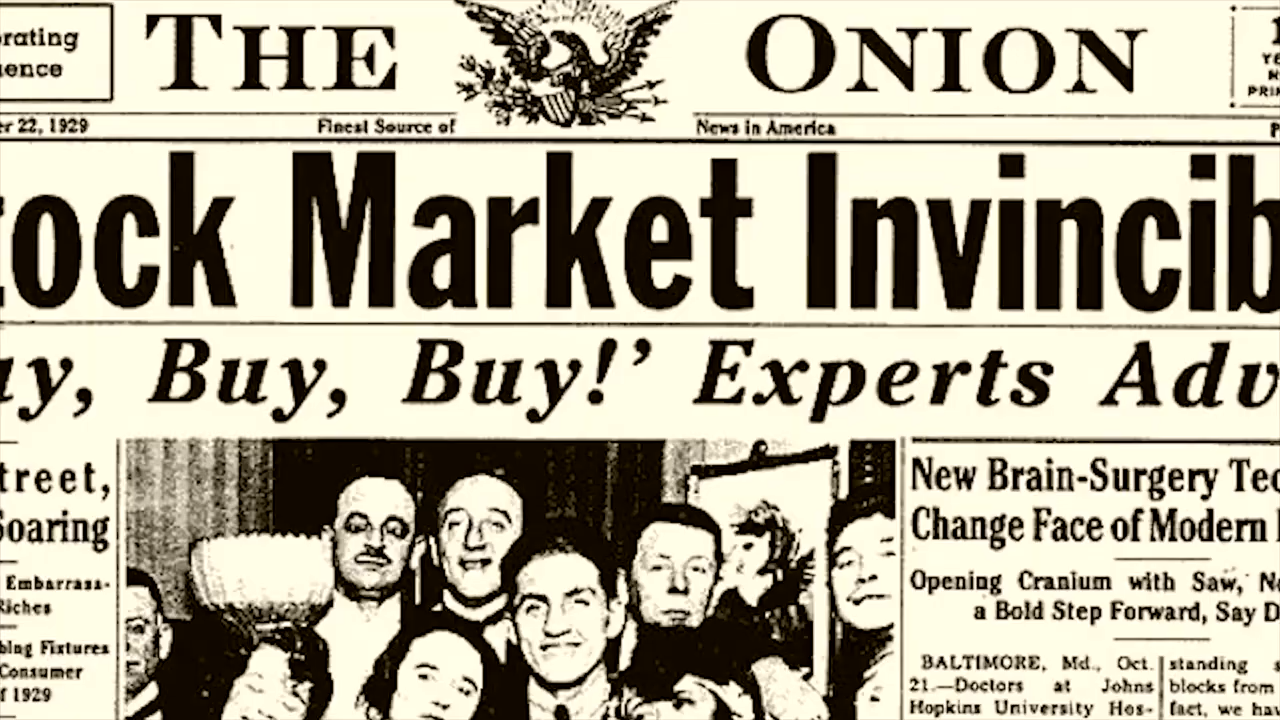 THE ONION
rating
ence
er 22, 1929
Finest Source of
News in America
tock Market Invincib
uy, Buy, Buy!’ Experts Adv
treet,
Soaring
Embarrass-
Riches
bing Fixtures
Consumer
f 1929
New Brain-Surgery Tec
Change Face of Modern
Opening Cranium with Saw,
a Bold Step Forward, Say D
BALTIMORE, Md., Oct.
21.—Doctors at Johns
Hopkins University Hos-
standing
blocks from
fact, we hav